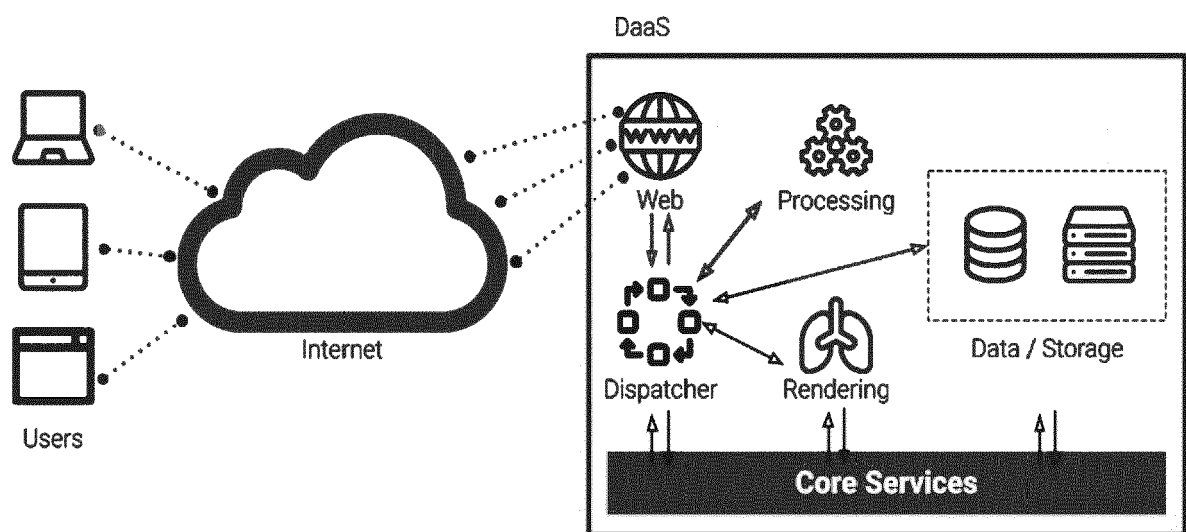 DaaS
WWW
Web
Processing
Internet
Data / Storage
Dispatcher
Rendering
Users
Core Services